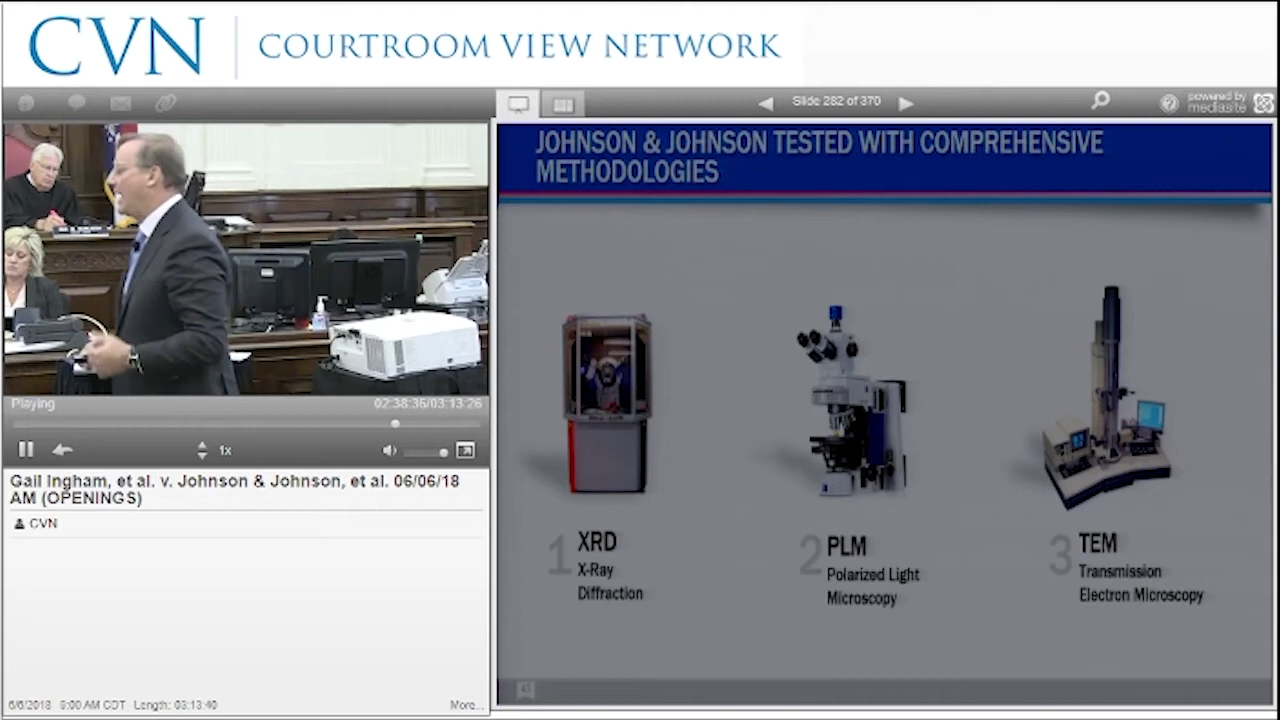 CVN COURTROOM VIEW NETWORK
Slide 282 of 370
powered by
mediasite
JOHNSON & JOHNSON TESTED WITH COMPREHENSIVE
METHODOLOGIES
Playing
02:38:36/03:13:26
1x
Gail Ingham, et al. v. Johnson & Johnson, et al. 06/06/18
AM (OPENINGS)
CVN
1 XRD
X-Ray
Diffraction
2 PLM
Polarized Light
Microscopy
3 TEM
Transmission
Electron Microscopy
6/6/2018 9:00 AM CDT Length: 03:13:40
More...